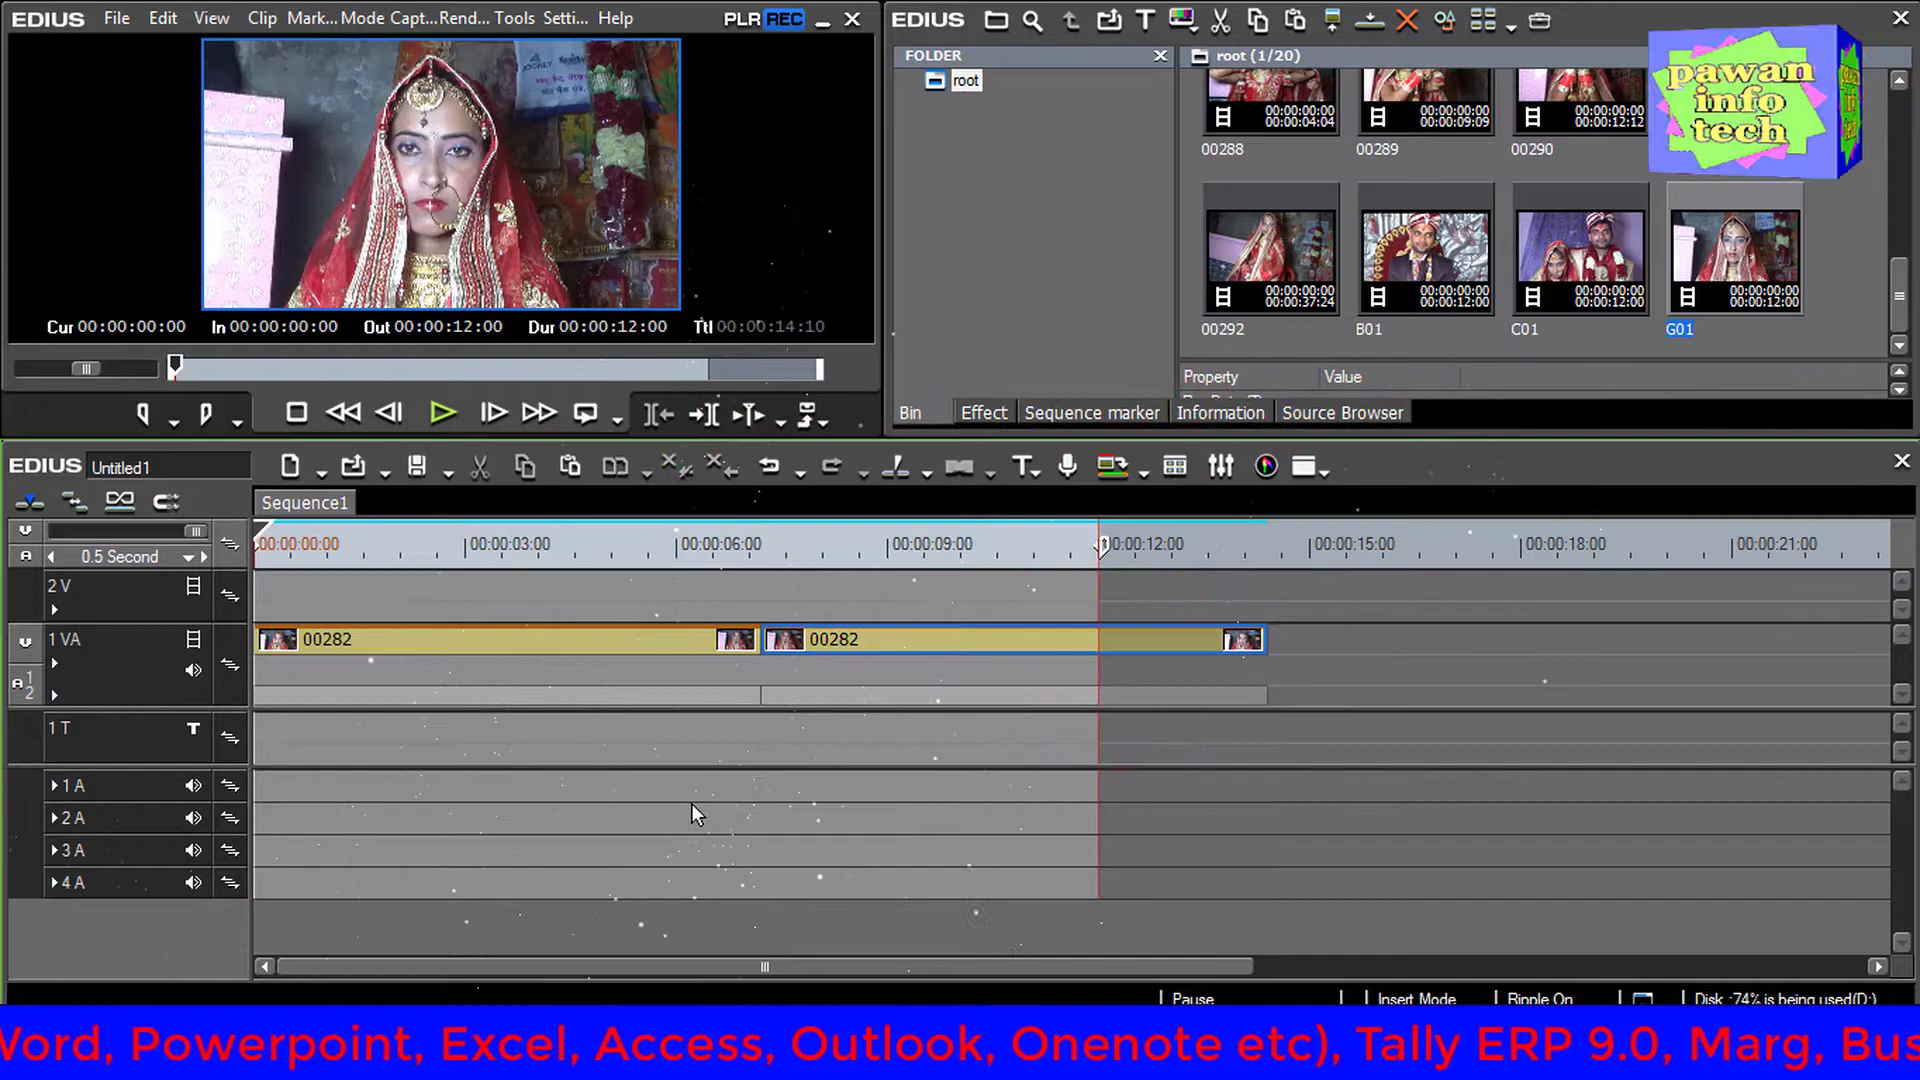 File Edit View Clip Mark... Mode Capt... Rend... Tools Setti... Help PLR REC
JOCKEY
Cur 00:00:00:00 In 00:00:00:00 Out 00:00:12:00 Dur 00:00:12:00 Ttl 00:00:14:10
EDIUS
FOLDER
root
root (1/20)
pawan
info
tech
00:00:00:00 00:00:00:00 00:00:00:00
00:00:04:04 00:00:09:09 00:00:12:12
00288 00289 00290
00:00:00:00 00:00:00:00 00:00:00:00 00:00:00:00
00:00:37:24 00:00:12:00 00:00:12:00 00:00:12:00
00292 B01 C01 G01
Property Value
Bin Effect Sequence marker Information Source Browser
EDIUS Untitled1
Sequence1
0.5 Second
00:00:00:00 00:00:03:00 00:00:06:00 00:00:09:00 00:00:12:00 00:00:15:00 00:00:18:00 00:00:21:00
2 V
1 VA 00282 00282
1
2
1 T T
1 A
2 A
3 A
4 A
Pause Insert Mode Ripple On Disk :74% is being used(D:)
Word, Powerpoint, Excel, Access, Outlook, Onenote etc), Tally ERP 9.0, Marg, Bus